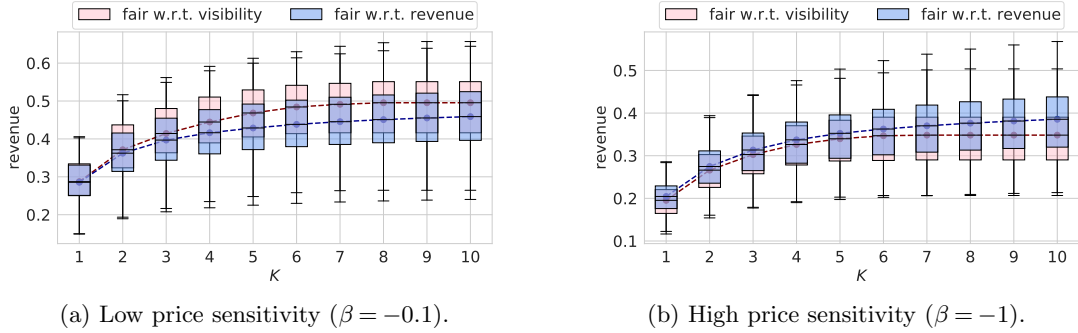 fair w.r.t. visibility fair w.r.t. revenue
0.6
0.5
0.4
0.3
0.2
revenue
1 2 3 4 5 6 7 8 9 10
K
(a) Low price sensitivity (β = −0.1).
fair w.r.t. visibility fair w.r.t. revenue
0.5
0.4
0.3
0.2
0.1
revenue
1 2 3 4 5 6 7 8 9 10
K
(b) High price sensitivity (β = −1).